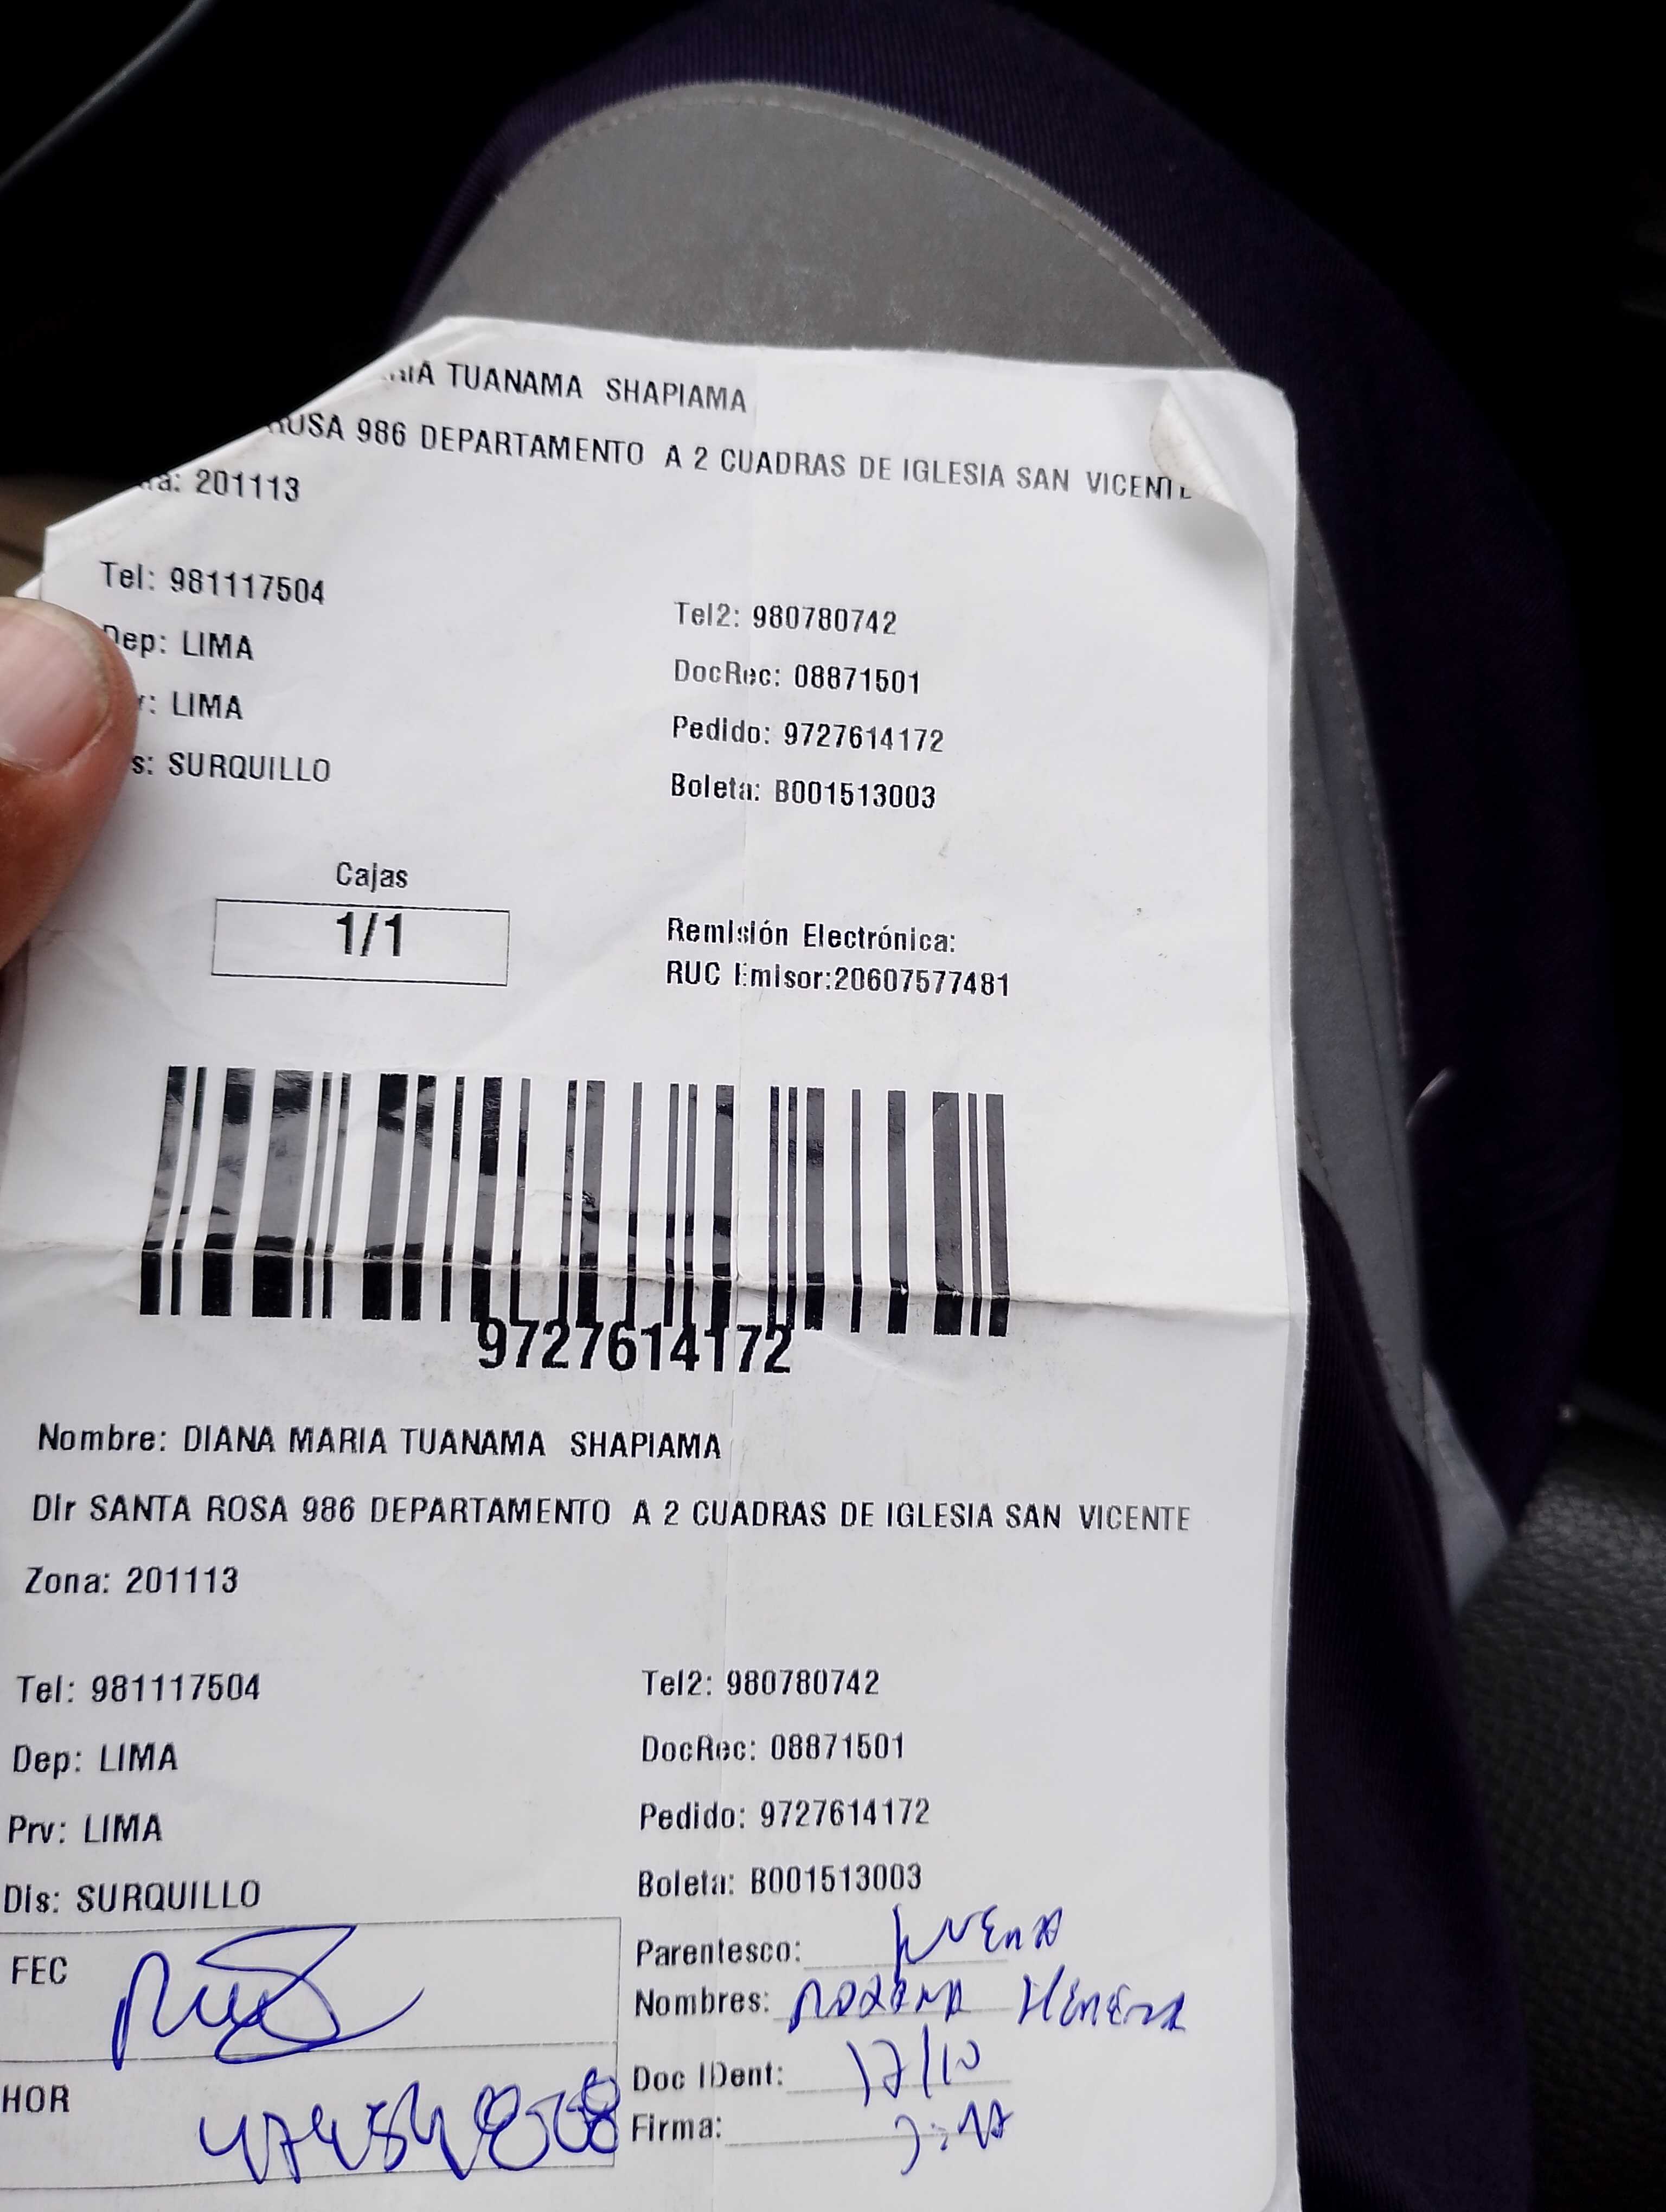 TUANAMA SHAPIAMA
ROSA 986 DEPARTAMENTO A 2 CUADRAS DE IGLESIA SAN VICENTE
201113
Tel: 981117504 Tel2: 980780742
Dep: LIMA DocRec: 08871501
LIMA Pedido: 9727614172
SURQUILLO Boleta: B001513003
Cajas
1/1
Remisión Electrónica:
RUC Emisor:20607577481
9727614172
Nombre: DIANA MARIA TUANAMA SHAPIAMA
Dir SANTA ROSA 986 DEPARTAMENTO A 2 CUADRAS DE IGLESIA SAN VICENTE
Zona: 201113
Tel: 981117504 Tel2: 980780742
Dep: LIMA DocRec: 08871501
Prv: LIMA Pedido: 9727614172
Dis: SURQUILLO Boleta: B001513003
FEC Parentesco:
Nombres:
HOR Doc IDent: 17/10
Firma: